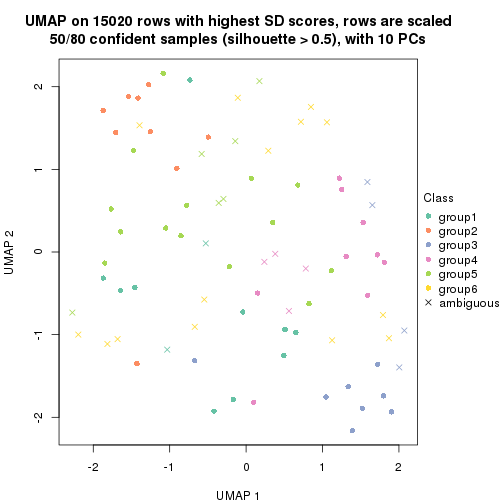 UMAP on 15020 rows with highest SD scores, rows are scaled
50/80 confident samples (silhouette > 0.5), with 10 PCs
2
1
0
-1
-2
UMAP 2
-2
-1
0
1
2
UMAP 1
Class
group1
group2
group3
group4
group5
group6
ambiguous